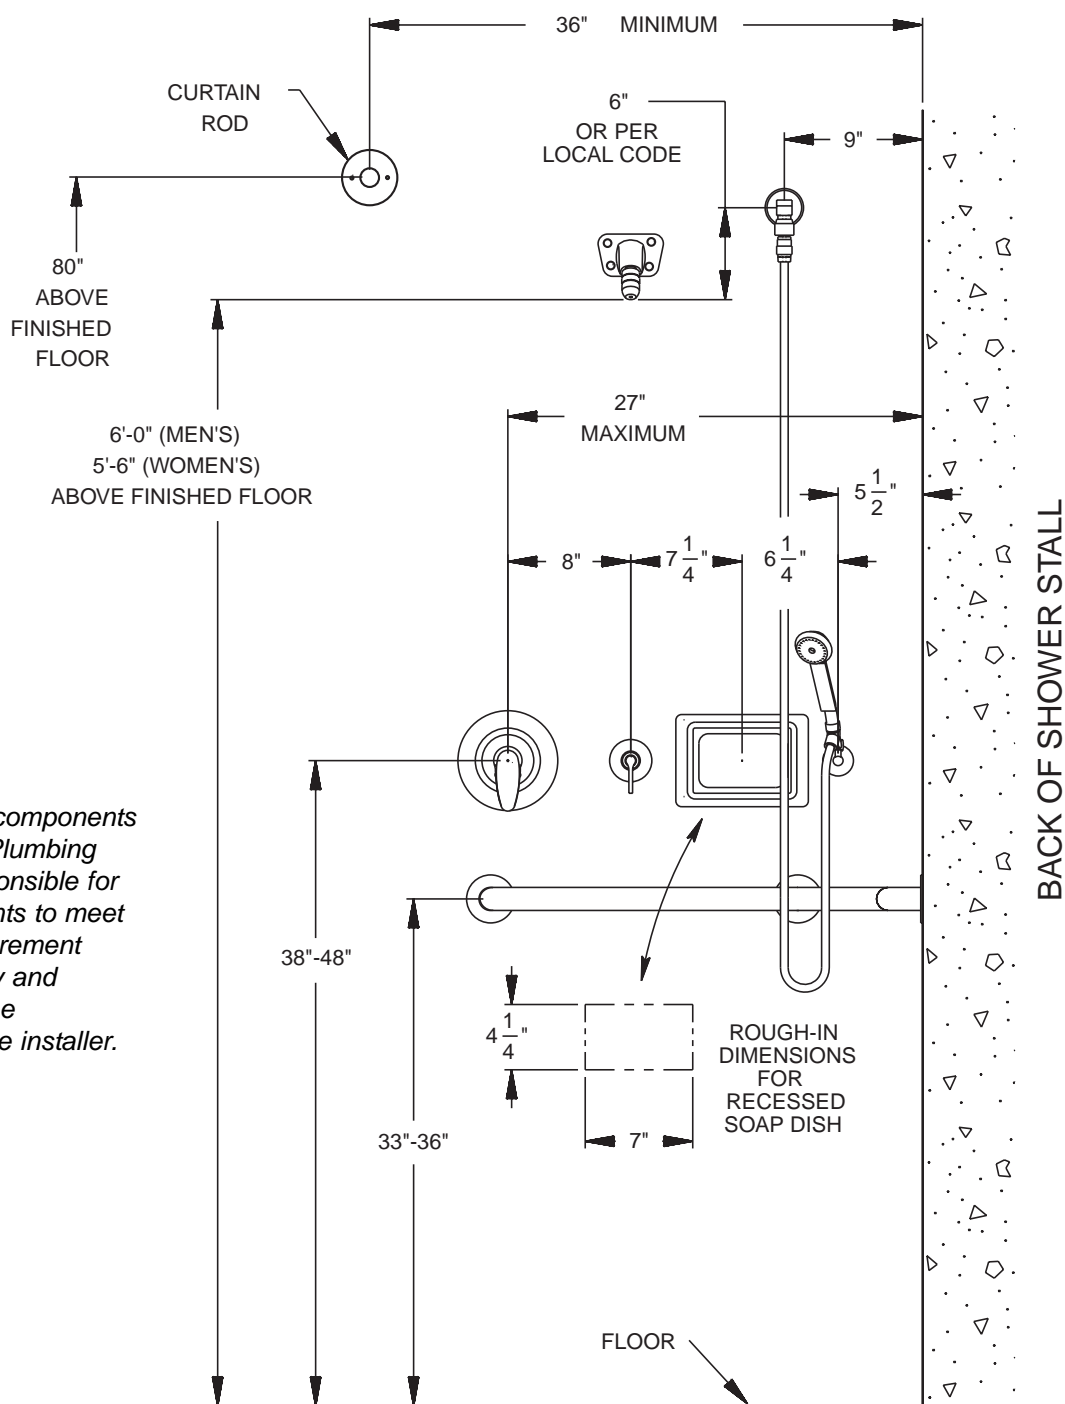 36" MINIMUM
CURTAIN
ROD
6"
OR PER
LOCAL CODE
9"
80"
ABOVE
FINISHED
FLOOR
6'-0" (MEN'S)
5'-6" (WOMEN'S)
ABOVE FINISHED FLOOR
27"
MAXIMUM
5 1/2"
8"
7 1/4"
6 1/4"
BACK OF SHOWER STALL
components
Plumbing
onsible for
nts to meet
rement
y and
e
e installer.
38"-48"
4 1/4"
7"
ROUGH-IN
DIMENSIONS
FOR
RECESSED
SOAP DISH
33"-36"
FLOOR